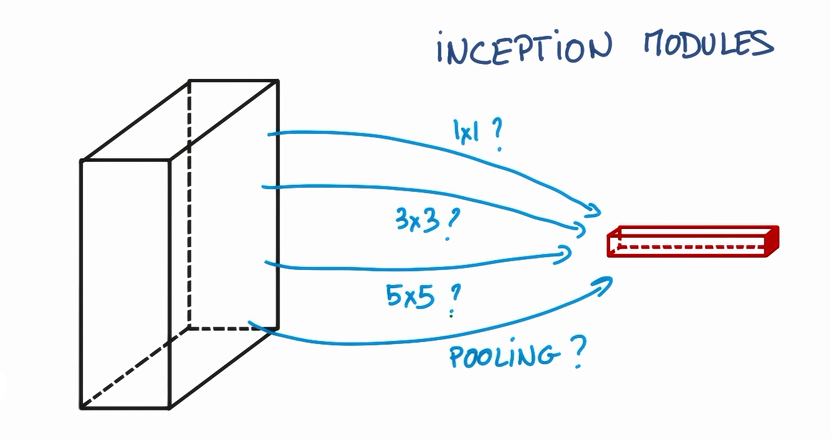 INCEPTION MODULES
1x1 ?
3x3 ?
5x5 ?
POOLING ?